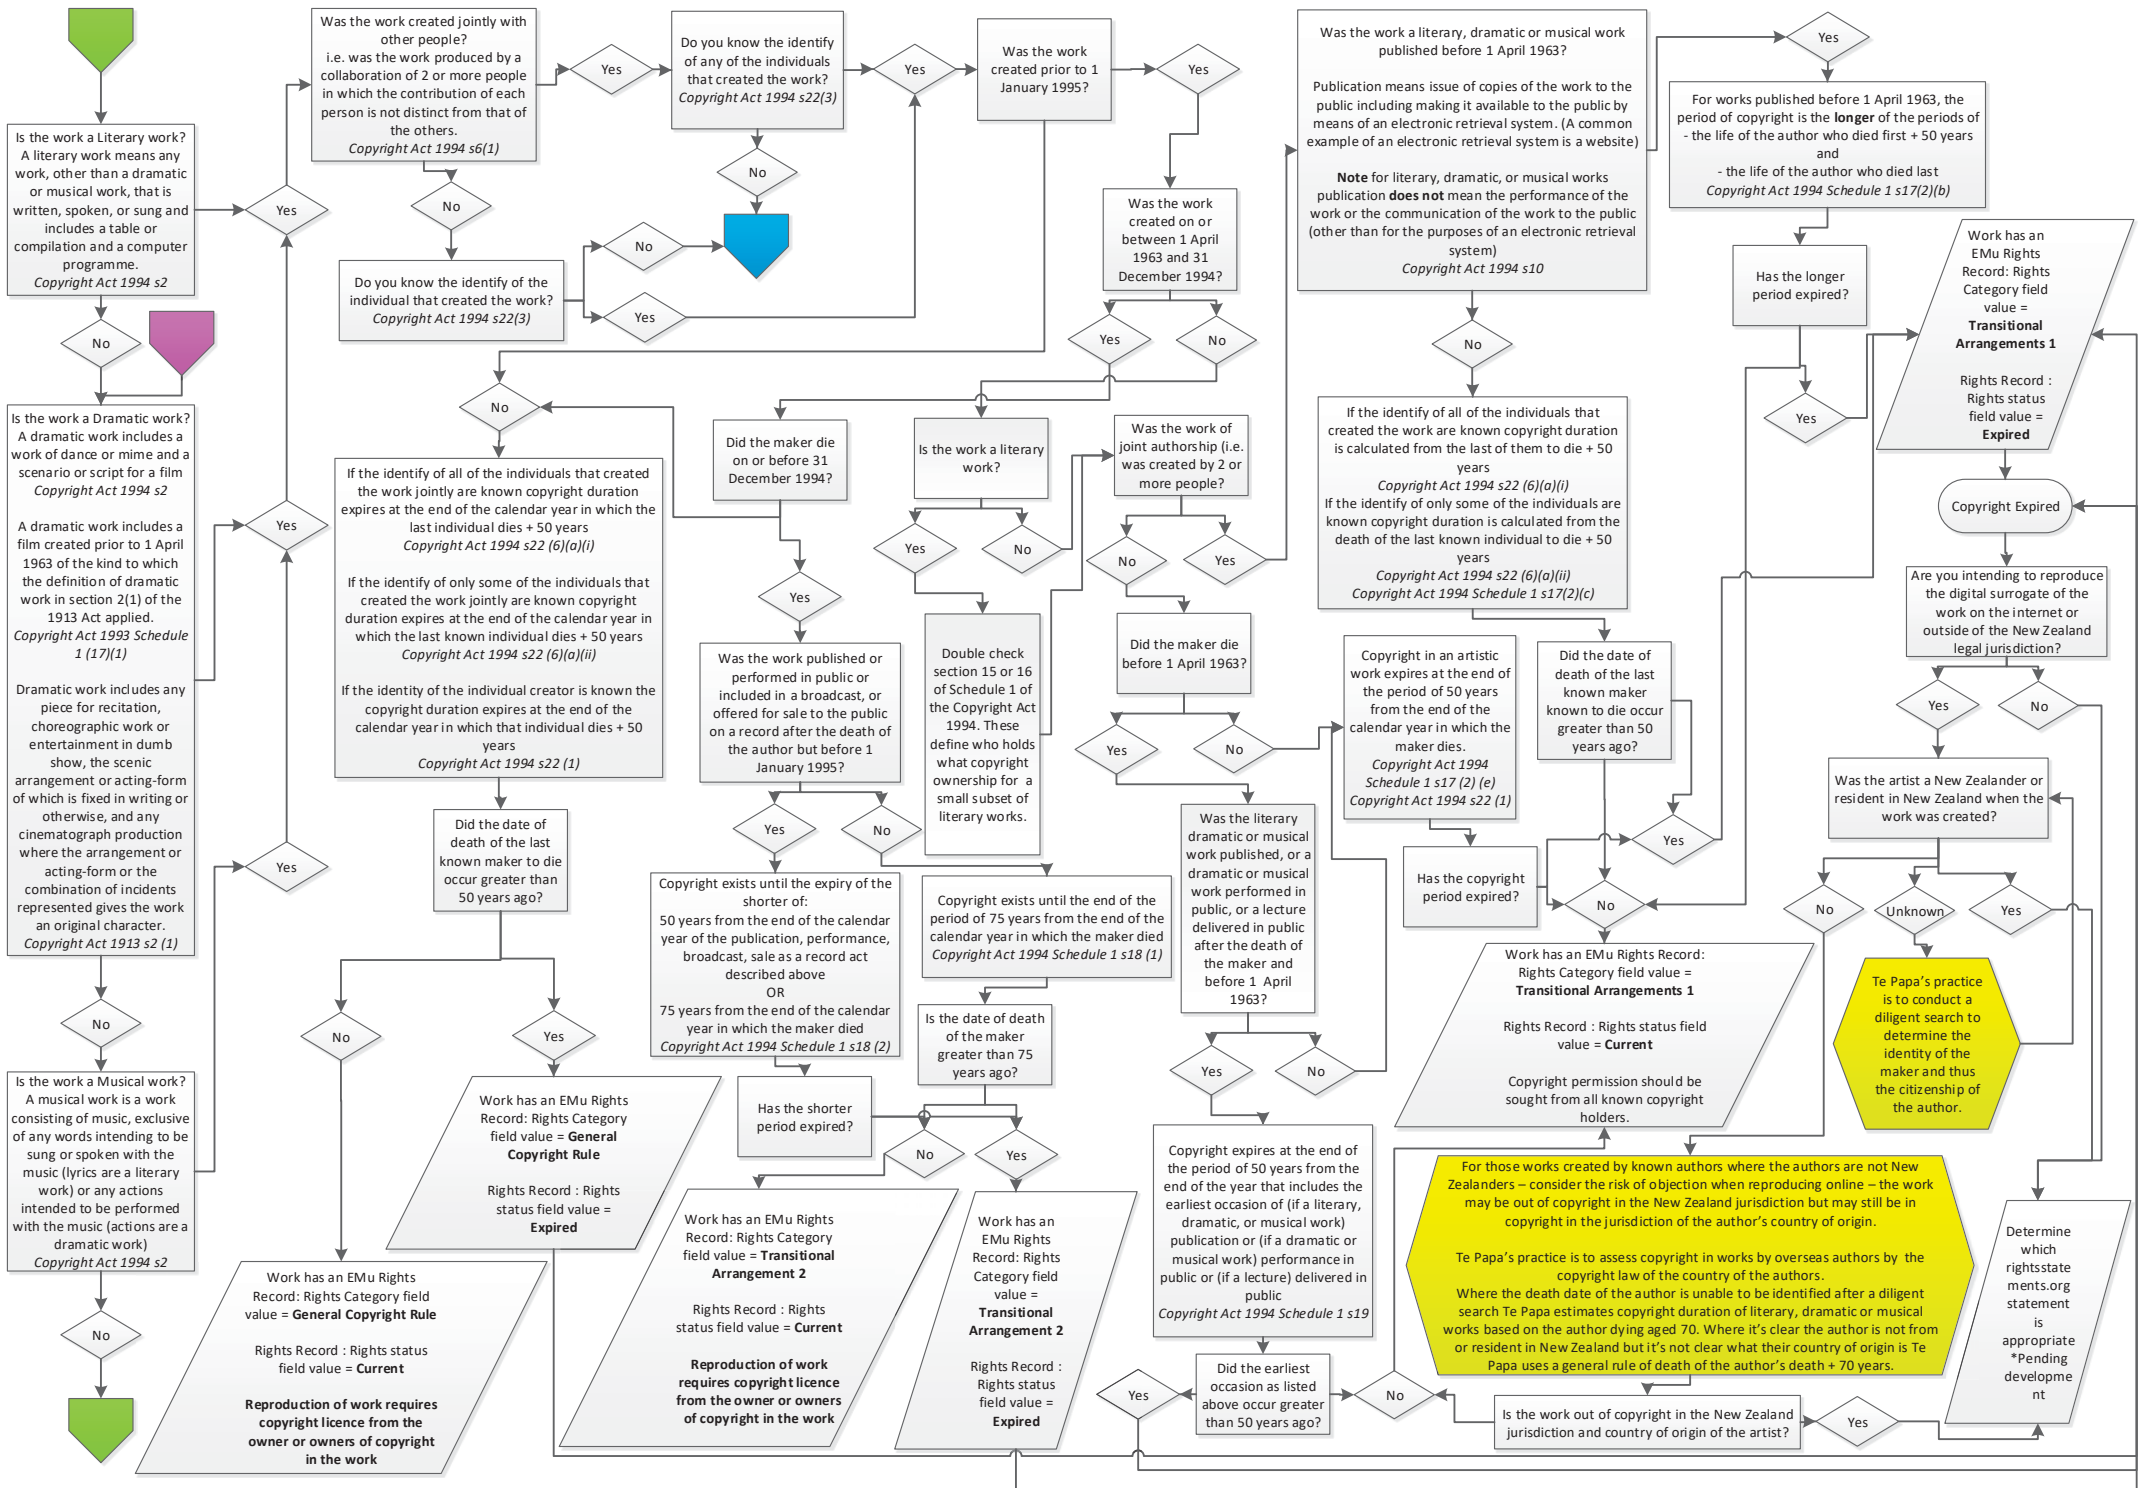 Is the work a Literary work?
A literary work means any
work, other than a dramatic
or musical work, that is
written, spoken, or sung and
includes a table or
compilation and a computer
programme.
Copyright Act 1994 s2
No
Yes
Is the work a Dramatic work?
A dramatic work includes a
work of dance or mime and a
scenario or script for a film
Copyright Act 1994 s2
A dramatic work includes a
film created prior to 1 April
1963 of the kind to which
the definition of dramatic
work in section 2(1) of the
1913 Act applied.
Copyright Act 1993 Schedule
1 (17)(1)
Dramatic work includes any
piece for recitation,
choreographic work or
entertainment in dumb
show, the scenic
arrangement or acting-form
of which is fixed in writing or
otherwise, and any
cinematograph production
where the arrangement or
acting-form or the
combination of incidents
represented gives the work
an original character.
Copyright Act 1913 s2 (1)
Yes
No
Is the work a Musical work?
A musical work is a work
consisting of music, exclusive
of any words intending to be
sung or spoken with the
music (lyrics are a literary
work) or any actions
intended to be performed
with the music (actions are a
dramatic work)
Copyright Act 1994 s2
Yes
No
Was the work created jointly with
other people?
i.e. was the work produced by a
collaboration of 2 or more people
in which the contribution of each
person is not distinct from that of
the others.
Copyright Act 1994 s6(1)
Yes
No
Do you know the identify
of any of the individuals
that created the work?
Copyright Act 1994 s22(3)
Yes
No
Do you know the identify of the
individual that created the work?
Copyright Act 1994 s22(3)
No
Yes
Was the work
created prior to 1
January 1995?
Yes
No
If the identify of all of the individuals that created
the work jointly are known copyright duration
expires at the end of the calendar year in which the
last individual dies + 50 years
Copyright Act 1994 s22 (6)(a)(i)
If the identify of only some of the individuals that
created the work jointly are known copyright
duration expires at the end of the calendar year in
which the last known individual dies + 50 years
Copyright Act 1994 s22 (6)(a)(ii)
If the identity of the individual creator is known the
copyright duration expires at the end of the
calendar year in which that individual dies + 50
years
Copyright Act 1994 s22 (1)
Did the date of
death of the last
known maker to die
occur greater than
50 years ago?
No
Yes
Work has an EMu Rights
Record: Rights Category
field value = General
Copyright Rule
Rights Record : Rights
status field value =
Expired
Work has an EMu Rights
Record: Rights Category field
value = General Copyright Rule
Rights Record : Rights status
field value = Current
Reproduction of work requires
copyright licence from the
owner or owners of copyright
in the work
Was the work
created on or
between 1 April
1963 and 31
December 1994?
Yes
No
Did the maker die
on or before 31
December 1994?
Yes
Was the work published or
performed in public or
included in a broadcast, or
offered for sale to the public
on a record after the death of
the author but before 1
January 1995?
Yes
No
Copyright exists until the expiry of the
shorter of:
50 years from the end of the calendar
year of the publication, performance,
broadcast, sale as a record act
described above
OR
75 years from the end of the calendar
year in which the maker died
Copyright Act 1994 Schedule 1 s18 (2)
Has the shorter
period expired?
Copyright exists until the end of the
period of 75 years from the end of the
calendar year in which the maker died
Copyright Act 1994 Schedule 1 s18 (1)
Is the date of death
of the maker
greater than 75
years ago?
No
Yes
Work has an EMu Rights
Record: Rights Category
field value = Transitional
Arrangement 2
Rights Record : Rights
status field value = Current
Reproduction of work
requires copyright licence
from the owner or owners
of copyright in the work
Work has an
EMu Rights
Record: Rights
Category field
value =
Transitional
Arrangement 2
Rights Record :
Rights status
field value =
Expired
Is the work a literary
work?
Yes
No
Double check
section 15 or 16
of Schedule 1 of
the Copyright Act
1994. These
define who holds
what copyright
ownership for a
small subset of
literary works.
Was the work of
joint authorship (i.e.
was created by 2 or
more people?
No
Yes
Did the maker die
before 1 April 1963?
Yes
No
Was the literary
dramatic or musical
work published, or a
dramatic or musical
work performed in
public, or a lecture
delivered in public
after the death of
the maker and
before 1 April
1963?
Yes
No
Copyright expires at the end of
the period of 50 years from the
end of the year that includes the
earliest occasion of (if a literary,
dramatic, or musical work)
publication or (if a dramatic or
musical work) performance in
public or (if a lecture) delivered in
public
Copyright Act 1994 Schedule 1 s19
Did the earliest
occasion as listed
above occur greater
than 50 years ago?
Yes
No
Was the work a literary, dramatic or musical work
published before 1 April 1963?
Publication means issue of copies of the work to the
public including making it available to the public by
means of an electronic retrieval system. (A common
example of an electronic retrieval system is a website)
Note for literary, dramatic, or musical works
publication does not mean the performance of the
work or the communication of the work to the public
(other than for the purposes of an electronic retrieval
system)
Copyright Act 1994 s10
Yes
No
If the identify of all of the individuals that
created the work are known copyright duration
is calculated from the last of them to die + 50
years
Copyright Act 1994 s22 (6)(a)(i)
If the identify of only some of the individuals are
known copyright duration is calculated from the
death of the last known individual to die + 50
years
Copyright Act 1994 s22 (6)(a)(ii)
Copyright Act 1994 Schedule 1 s17(2)(c)
Copyright in an artistic
work expires at the end
of the period of 50 years
from the end of the
calendar year in which the
maker dies.
Copyright Act 1994
Schedule 1 s17 (2) (e)
Copyright Act 1994 s22 (1)
Has the copyright
period expired?
Did the date of
death of the last
known maker
known to die occur
greater than 50
years ago?
Yes
No
Work has an EMu Rights Record:
Rights Category field value =
Transitional Arrangements 1
Rights Record : Rights status field
value = Current
Copyright permission should be
sought from all known copyright
holders.
For works published before 1 April 1963, the
period of copyright is the longer of the periods of
- the life of the author who died first + 50 years
and
- the life of the author who died last
Copyright Act 1994 Schedule 1 s17(2)(b)
Has the longer
period expired?
Yes
Work has an
EMu Rights
Record: Rights
Category field
value =
Transitional
Arrangements 1
Rights Record :
Rights status
field value =
Expired
Copyright Expired
Are you intending to reproduce
the digital surrogate of the
work on the internet or
outside of the New Zealand
legal jurisdiction?
Yes
No
Was the artist a New Zealander or
resident in New Zealand when the
work was created?
No
Unknown
Yes
Te Papa's practice
is to conduct a
diligent search to
determine the
identity of the
maker and thus
the citizenship of
the author.
For those works created by known authors where the authors are not New
Zealanders – consider the risk of objection when reproducing online – the work
may be out of copyright in the New Zealand jurisdiction but may still be in
copyright in the jurisdiction of the author's country of origin.
Te Papa's practice is to assess copyright in works by overseas authors by the
copyright law of the country of the authors.
Where the death date of the author is unable to be identified after a diligent
search Te Papa estimates copyright duration of literary, dramatic or musical
works based on the author dying aged 70. Where it's clear the author is not from
or resident in New Zealand but it's not clear what their country of origin is Te
Papa uses a general rule of death of the author's death + 70 years.
Is the work out of copyright in the New Zealand
jurisdiction and country of origin of the artist?
Yes
Determine
which
rightsstate
ments.org
statement
is
appropriate
*Pending
developme
nt